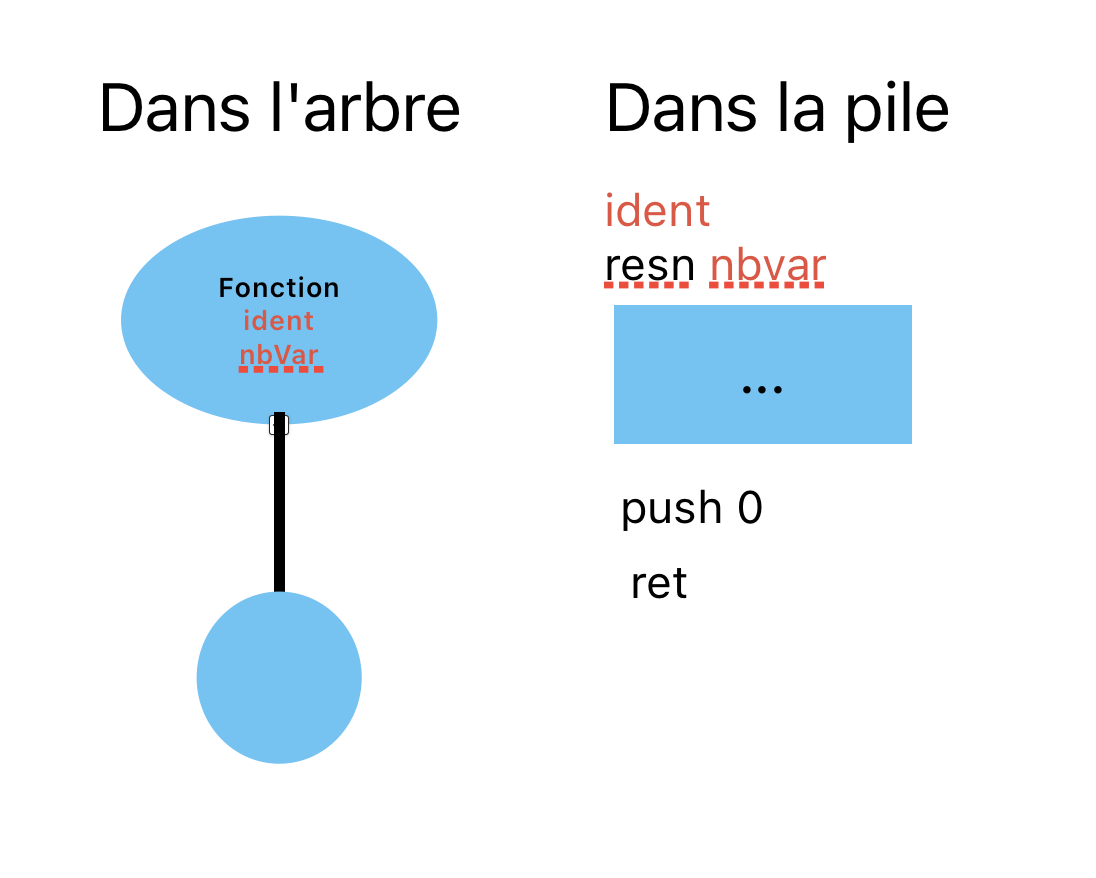 Dans l'arbre
Fonction
ident
nbVar
Dans la pile
ident
resn nbvar
...
push 0
ret